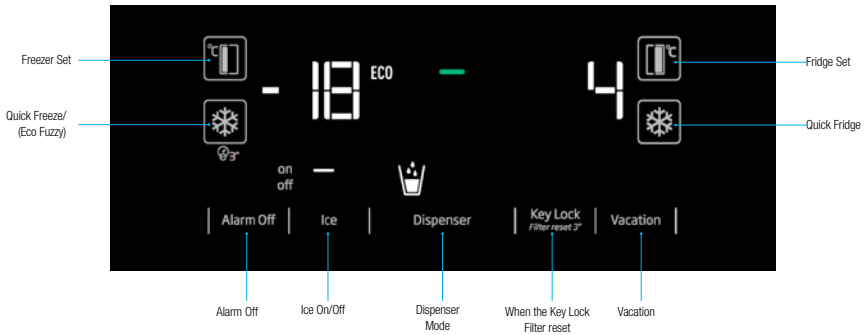 Freezer Set
Quick Freeze/
(Eco Fuzzy)
°C
3"
- 18 ECO
4
°C
Fridge Set
Quick Fridge
on
off
Alarm Off
Ice
Dispenser
Key Lock
Filter reset 3"
Vacation
Alarm Off
Ice On/Off
Dispenser
Mode
When the Key Lock
Filter reset
Vacation